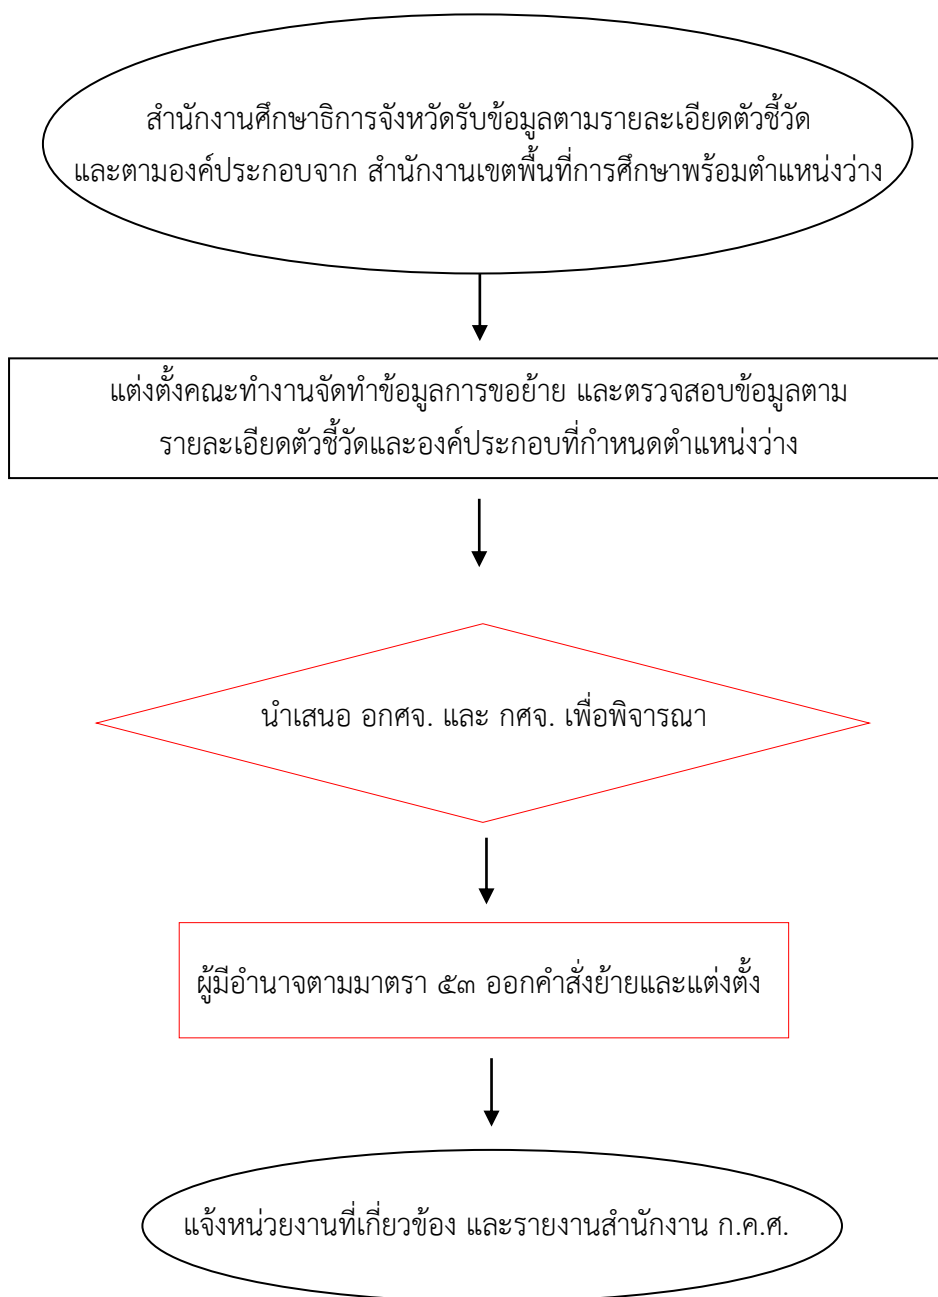 สำนักงานศึกษาธิการจังหวัดรับข้อมูลตามรายละเอียดตัวชี้วัด
และตามองค์ประกอบจาก สำนักงานเขตพื้นที่การศึกษาพร้อมตำแหน่งว่าง
แต่งตั้งคณะทำงานจัดทำข้อมูลการขอย้าย และตรวจสอบข้อมูลตาม
รายละเอียดตัวชี้วัดและองค์ประกอบที่กำหนดตำแหน่งว่าง
นำเสนอ อกศจ. และ กศจ. เพื่อพิจารณา
ผู้มีอำนาจตามมาตรา ๕๓ ออกคำสั่งย้ายและแต่งตั้ง
แจ้งหน่วยงานที่เกี่ยวข้อง และรายงานสำนักงาน ก.ค.ศ.